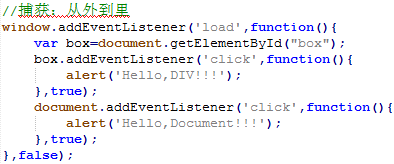 //捕获：从外到里
window.addEventListener('load',function(){
    var box=document.getElementById("box");
    box.addEventListener('click',function(){
        alert('Hello,DIV!!!');
    },true);
    document.addEventListener('click',function(){
        alert('Hello,Document!!!');
    },true);
},false);